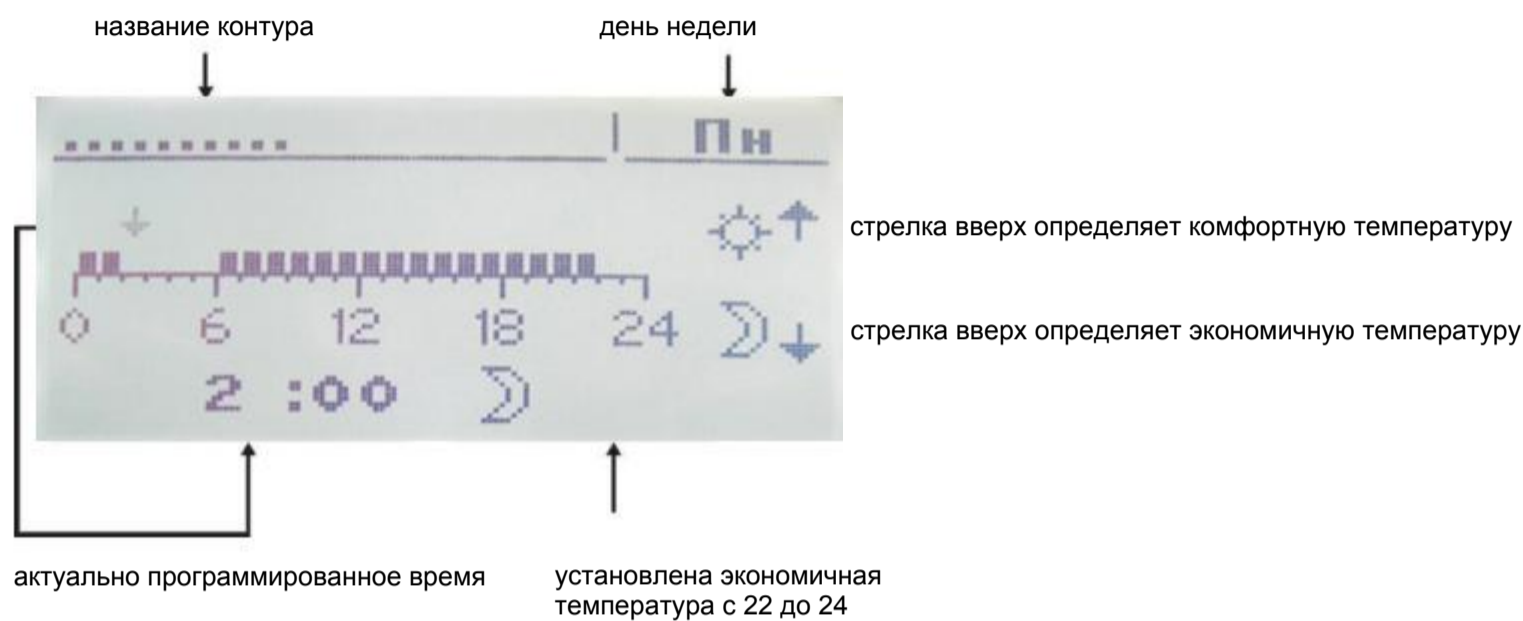 название контура
день недели
..........
Пн
стрелка вверх определяет комфортную температуру
0 6 12 18 24
стрелка вверх определяет экономичную температуру
2 :00
актуально программированное время
установлена экономичная
температура с 22 до 24